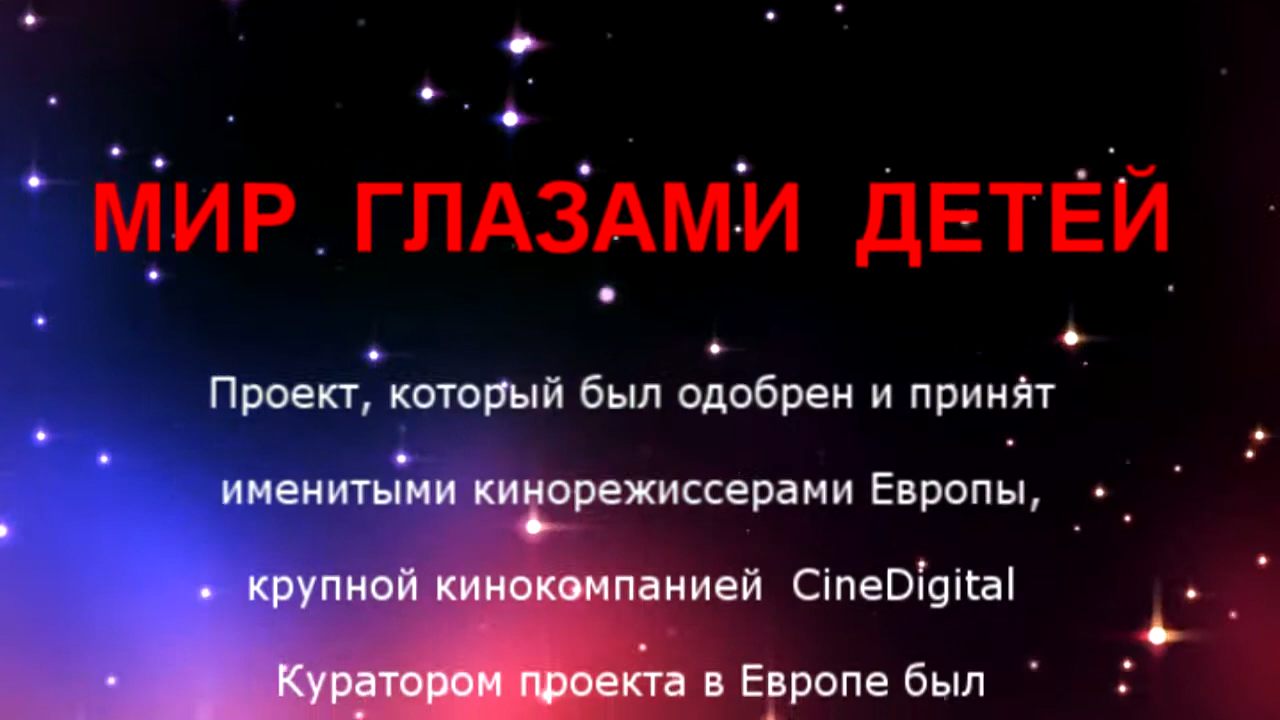 МИР ГЛАЗАМИ ДЕТЕЙ
Проект, который был одобрен и принят
именитыми кинорежиссерами Европы,
крупной кинокомпанией CineDigital
Куратором проекта в Европе был